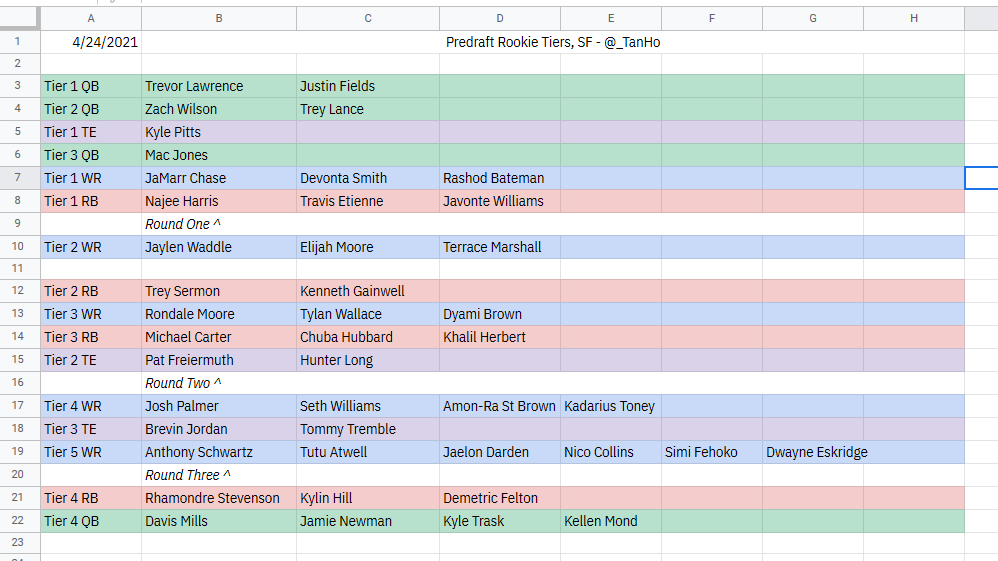 A B C D E F G H
1 4/24/2021 Predraft Rookie Tiers, SF - @_TanHo
2
3 Tier 1 QB Trevor Lawrence Justin Fields
4 Tier 2 QB Zach Wilson Trey Lance
5 Tier 1 TE Kyle Pitts
6 Tier 3 QB Mac Jones
7 Tier 1 WR JaMarr Chase Devonta Smith Rashod Bateman
8 Tier 1 RB Najee Harris Travis Etienne Javonte Williams
9 Round One ^
10 Tier 2 WR Jaylen Waddle Elijah Moore Terrace Marshall
11
12 Tier 2 RB Trey Sermon Kenneth Gainwell
13 Tier 3 WR Rondale Moore Tylan Wallace Dyami Brown
14 Tier 3 RB Michael Carter Chuba Hubbard Khalil Herbert
15 Tier 2 TE Pat Freiermuth Hunter Long
16 Round Two ^
17 Tier 4 WR Josh Palmer Seth Williams Amon-Ra St Brown Kadarius Toney
18 Tier 3 TE Brevin Jordan Tommy Tremble
19 Tier 5 WR Anthony Schwartz Tutu Atwell Jaelon Darden Nico Collins Simi Fehoko Dwayne Eskridge
20 Round Three ^
21 Tier 4 RB Rhamondre Stevenson Kylin Hill Demetric Felton
22 Tier 4 QB Davis Mills Jamie Newman Kyle Trask Kellen Mond
23